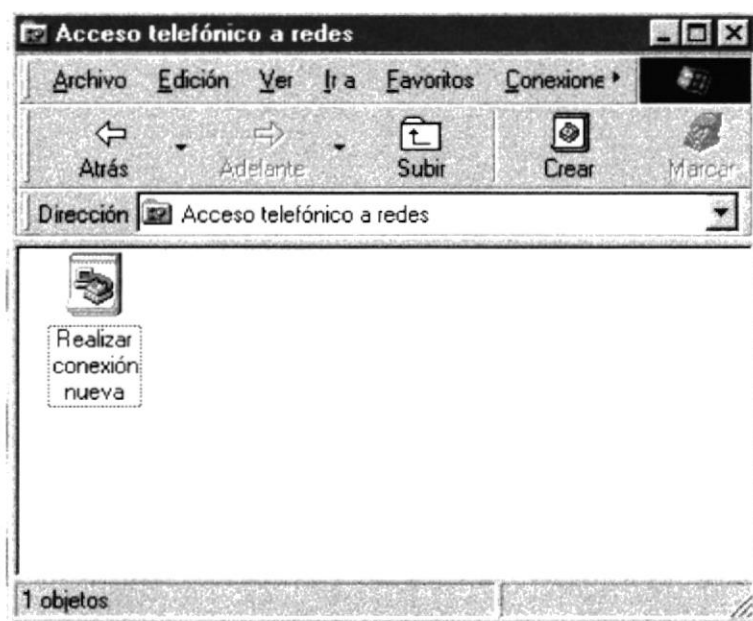 Acceso telefónico a redes
Archivo Edición Ver Ir a Favoritos Conexione
Atrás Adelante Subir Crear Marcar
Dirección Acceso telefónico a redes
Realizar
conexión
nueva
1 objetos